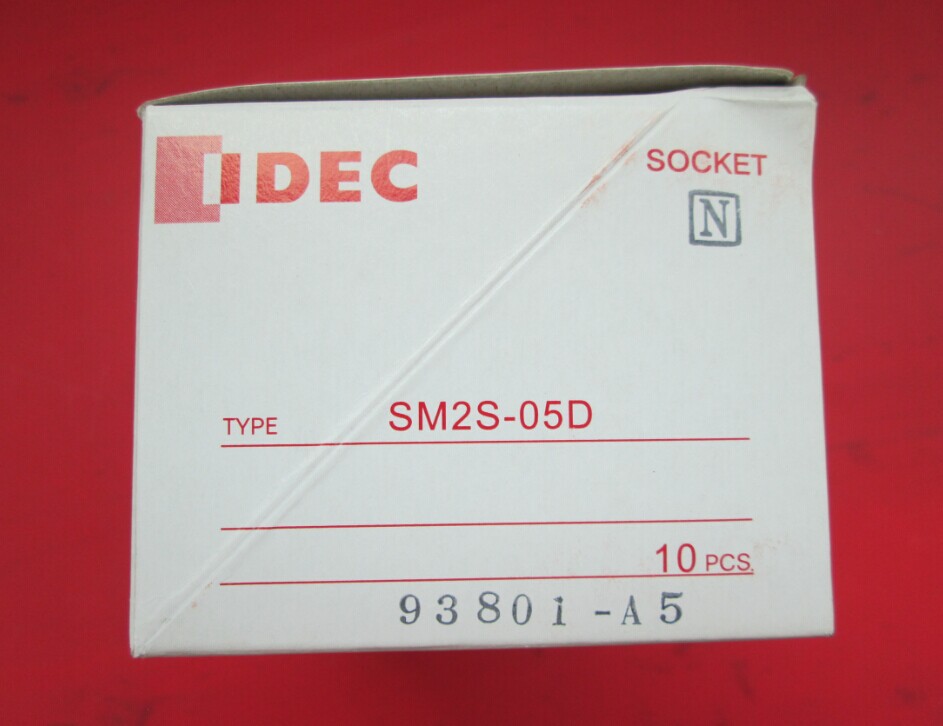 IDEC
SOCKET
N
TYPE SM2S-05D
10 PCS.
93801-A5